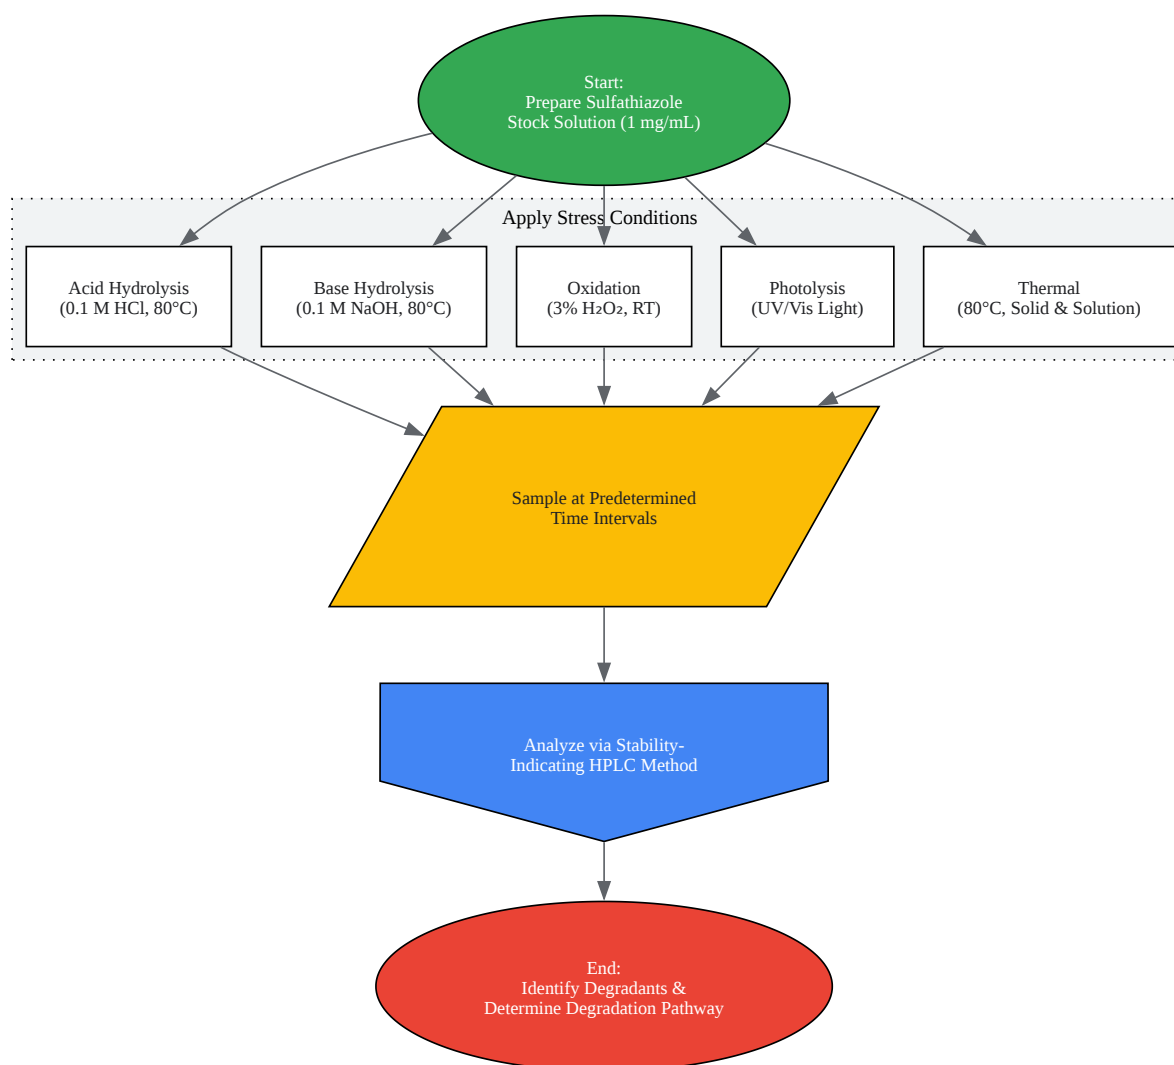 Start:
Prepare Sulfathiazole
Stock Solution (1 mg/mL)
Apply Stress Conditions
Acid Hydrolysis
(0.1 M HCl, 80°C)
Base Hydrolysis
(0.1 M NaOH, 80°C)
Oxidation
(3% H₂O₂, RT)
Photolysis
(UV/Vis Light)
Thermal
(80°C, Solid & Solution)
Sample at Predetermined
Time Intervals
Analyze via Stability-
Indicating HPLC Method
End:
Identify Degradants &
Determine Degradation Pathway